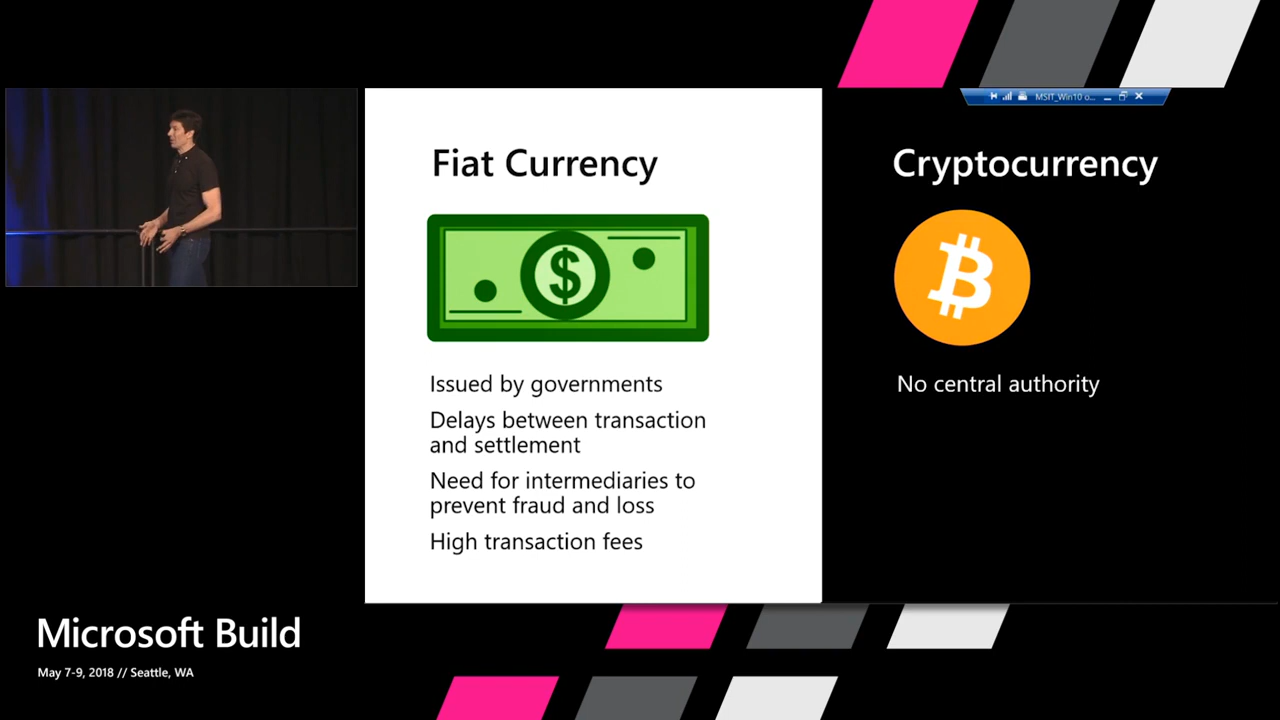 MSIT_Win10 o...
Fiat Currency
$
Issued by governments
Delays between transaction
and settlement
Need for intermediaries to
prevent fraud and loss
High transaction fees
Cryptocurrency
₿
No central authority
Microsoft Build
May 7-9, 2018 // Seattle, WA